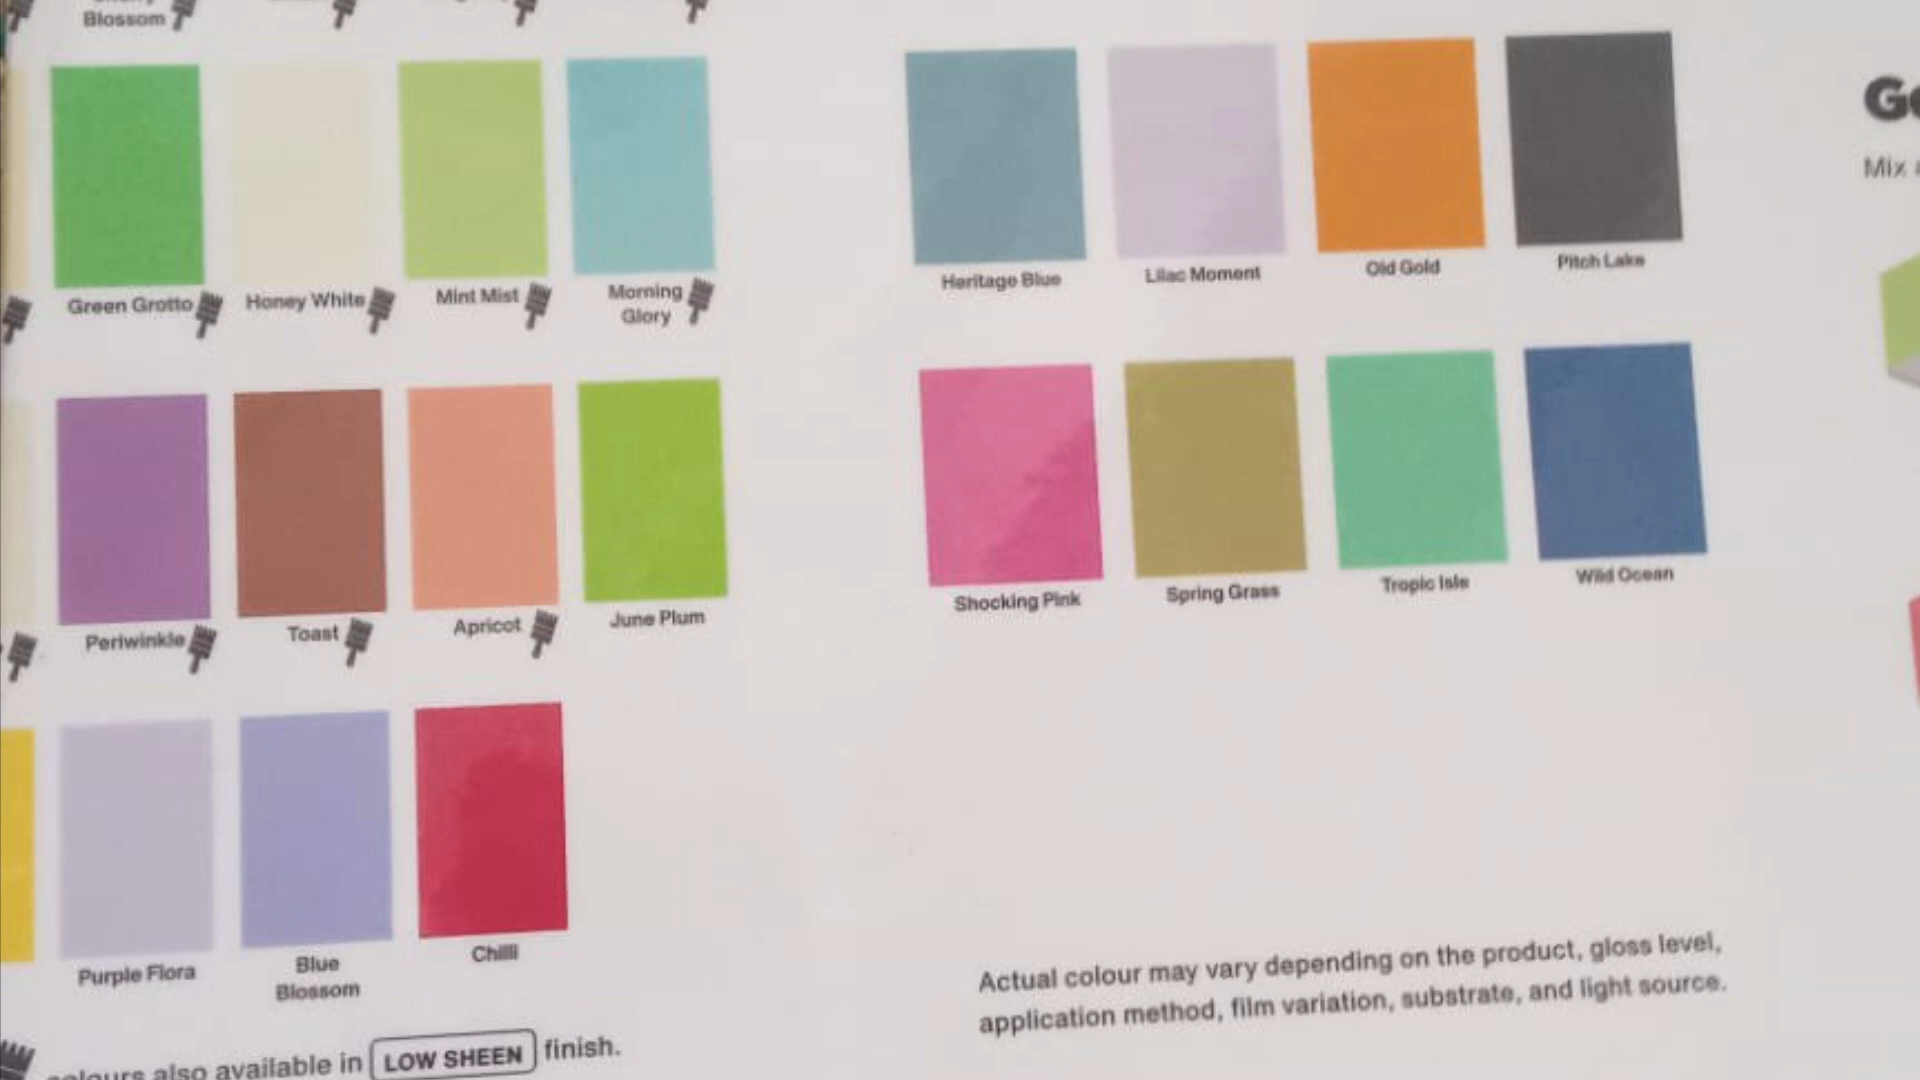 Blossom
Green Grotto
Honey White
Mint Mist
Morning
Glory
Heritage Blue
Lilac Moment
Old Gold
Pitch Lake
Mix
Periwinkle
Toast
Apricot
June Plum
Shocking Pink
Spring Grass
Tropic Isle
Wild Ocean
Purple Flora
Blue
Blossom
Chilli
colours also available in LOW SHEEN finish.
Actual colour may vary depending on the product, gloss level,
application method, film variation, substrate, and light source.